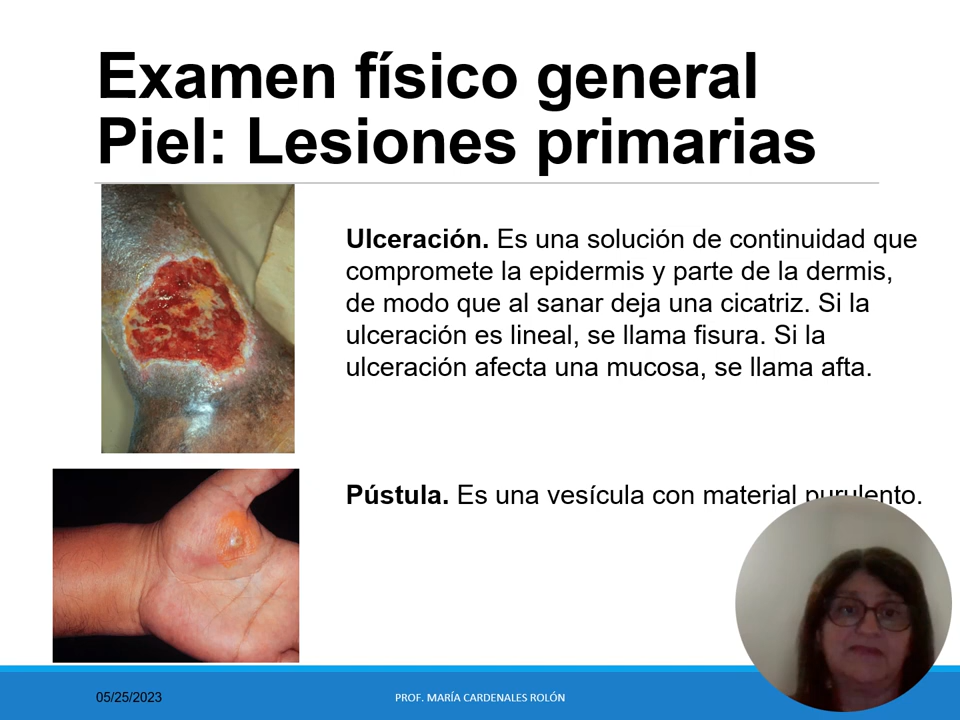 Examen físico general
Piel: Lesiones primarias
Ulceración. Es una solución de continuidad que
compromete la epidermis y parte de la dermis,
de modo que al sanar deja una cicatriz. Si la
ulceración es lineal, se llama fisura. Si la
ulceración afecta una mucosa, se llama afta.
Pústula. Es una vesícula con material purulento.
05/25/2023
PROF. MARÍA CARDENALES ROLÓN